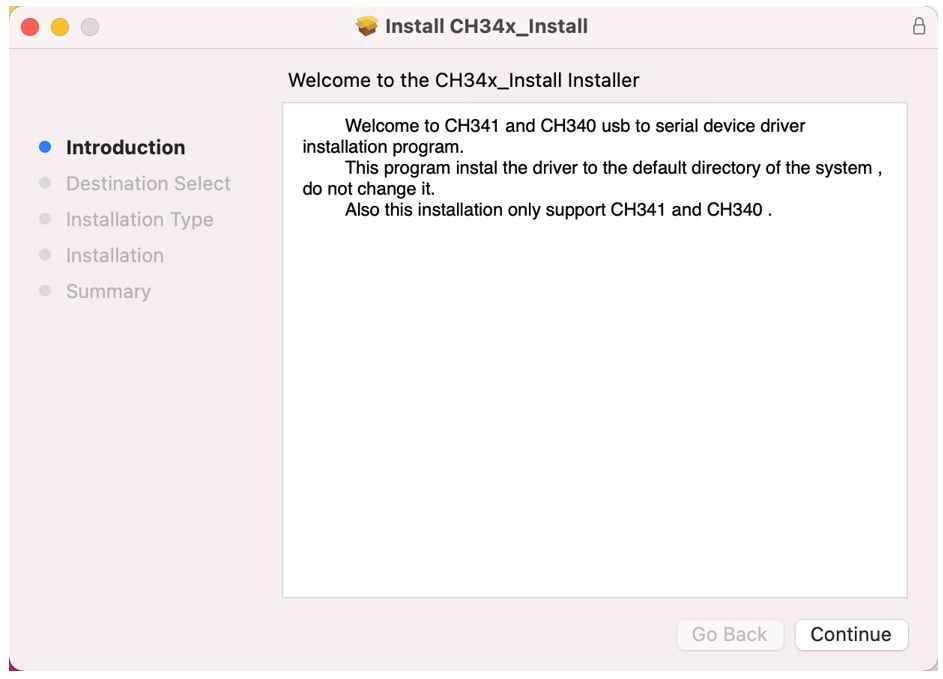 Install CH34x_Install
Welcome to the CH34x_Install Installer
Introduction
Destination Select
Installation Type
Installation
Summary
Welcome to CH341 and CH340 usb to serial device driver
installation program.
This program instal the driver to the default directory of the system ,
do not change it.
Also this installation only support CH341 and CH340 .
Go Back
Continue